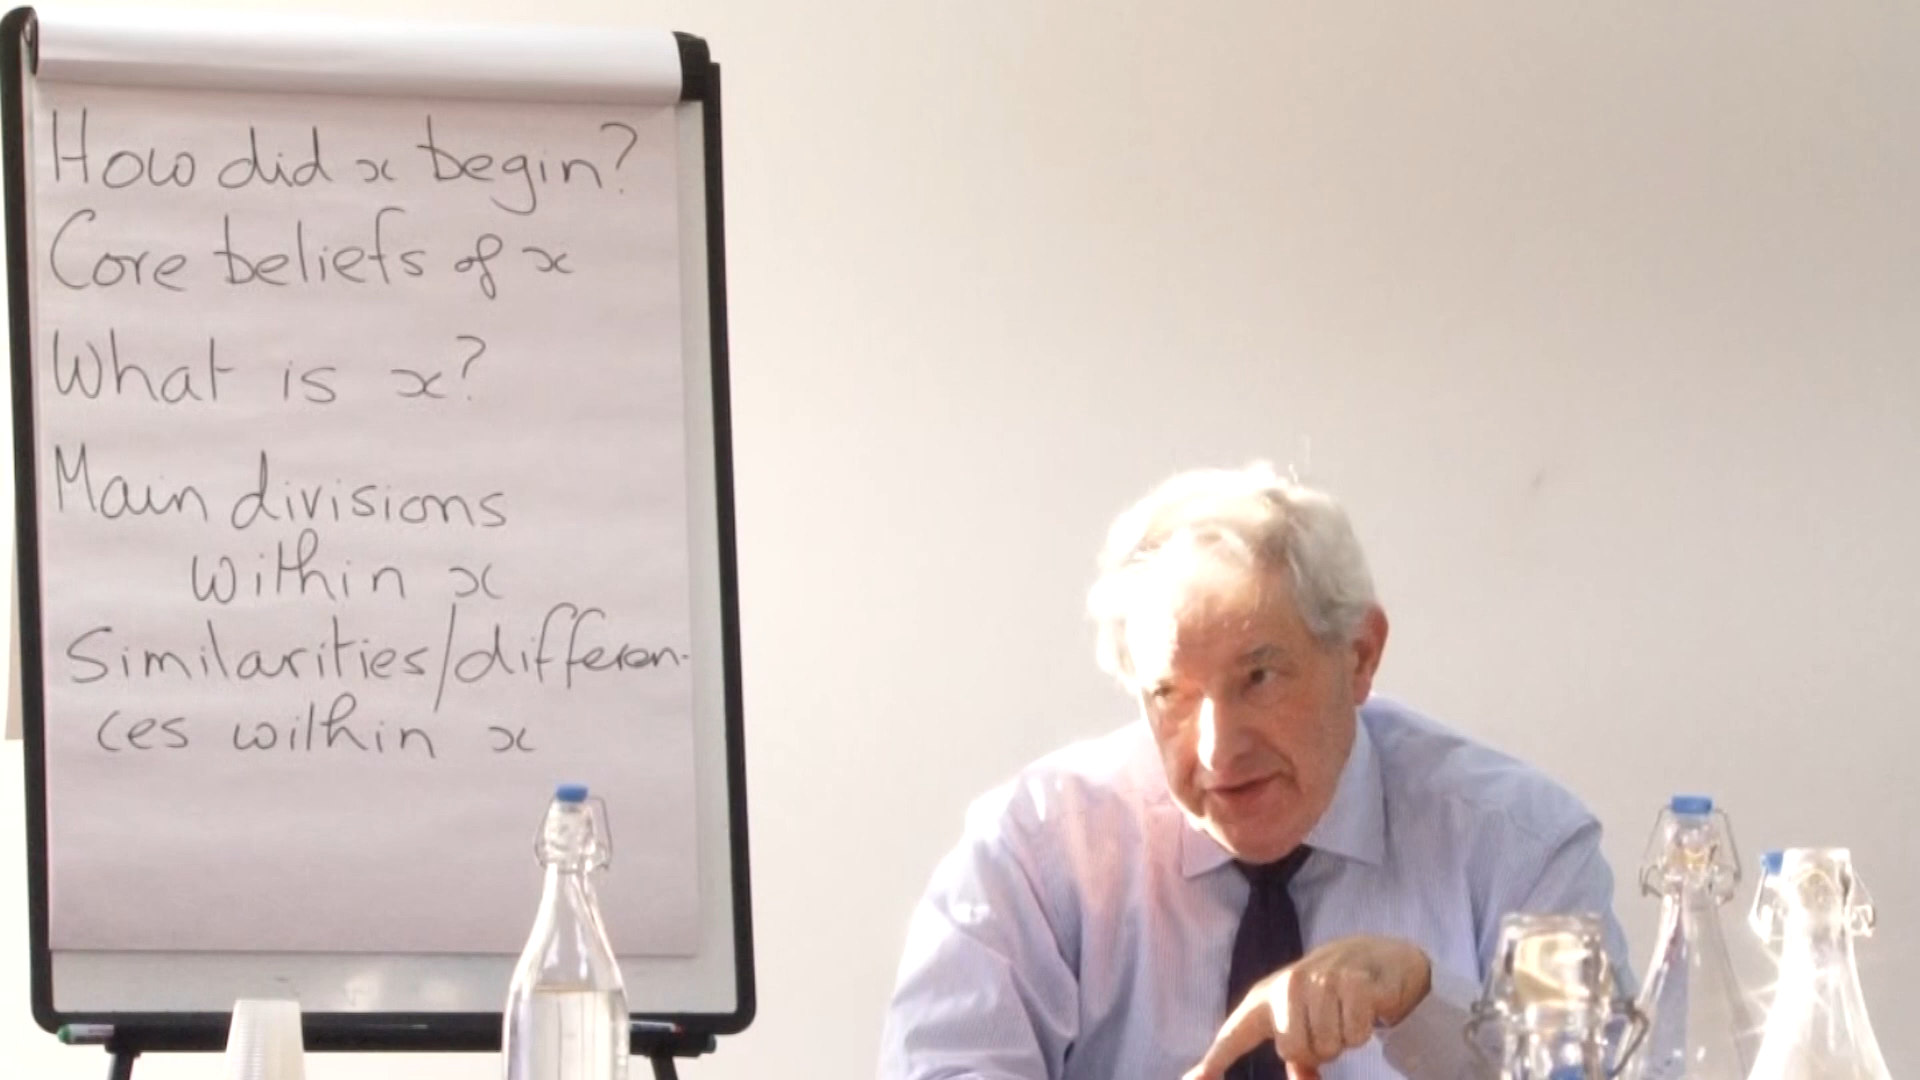 How did x begin?
Core beliefs of x
What is x?
Main divisions
within x
Similarities/differen-
ces within x